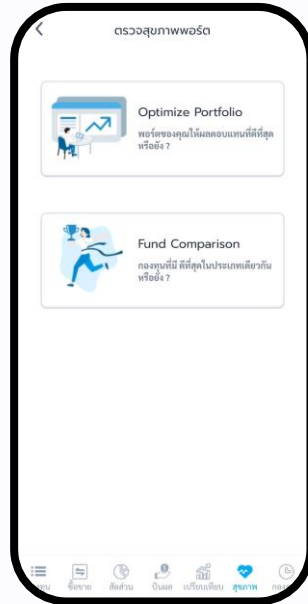 ตรวจสุขภาพพอร์ต
Optimize Portfolio
พอร์ตของคุณให้ผลตอบแทนที่ดีที่สุด
หรือยัง ?
Fund Comparison
กองทุนที่มี ดีที่สุดในประเภทเดียวกัน
หรือยัง ?
ซื้อขาย สัดส่วน ปันผล เปรียบเทียบ สุขภาพ